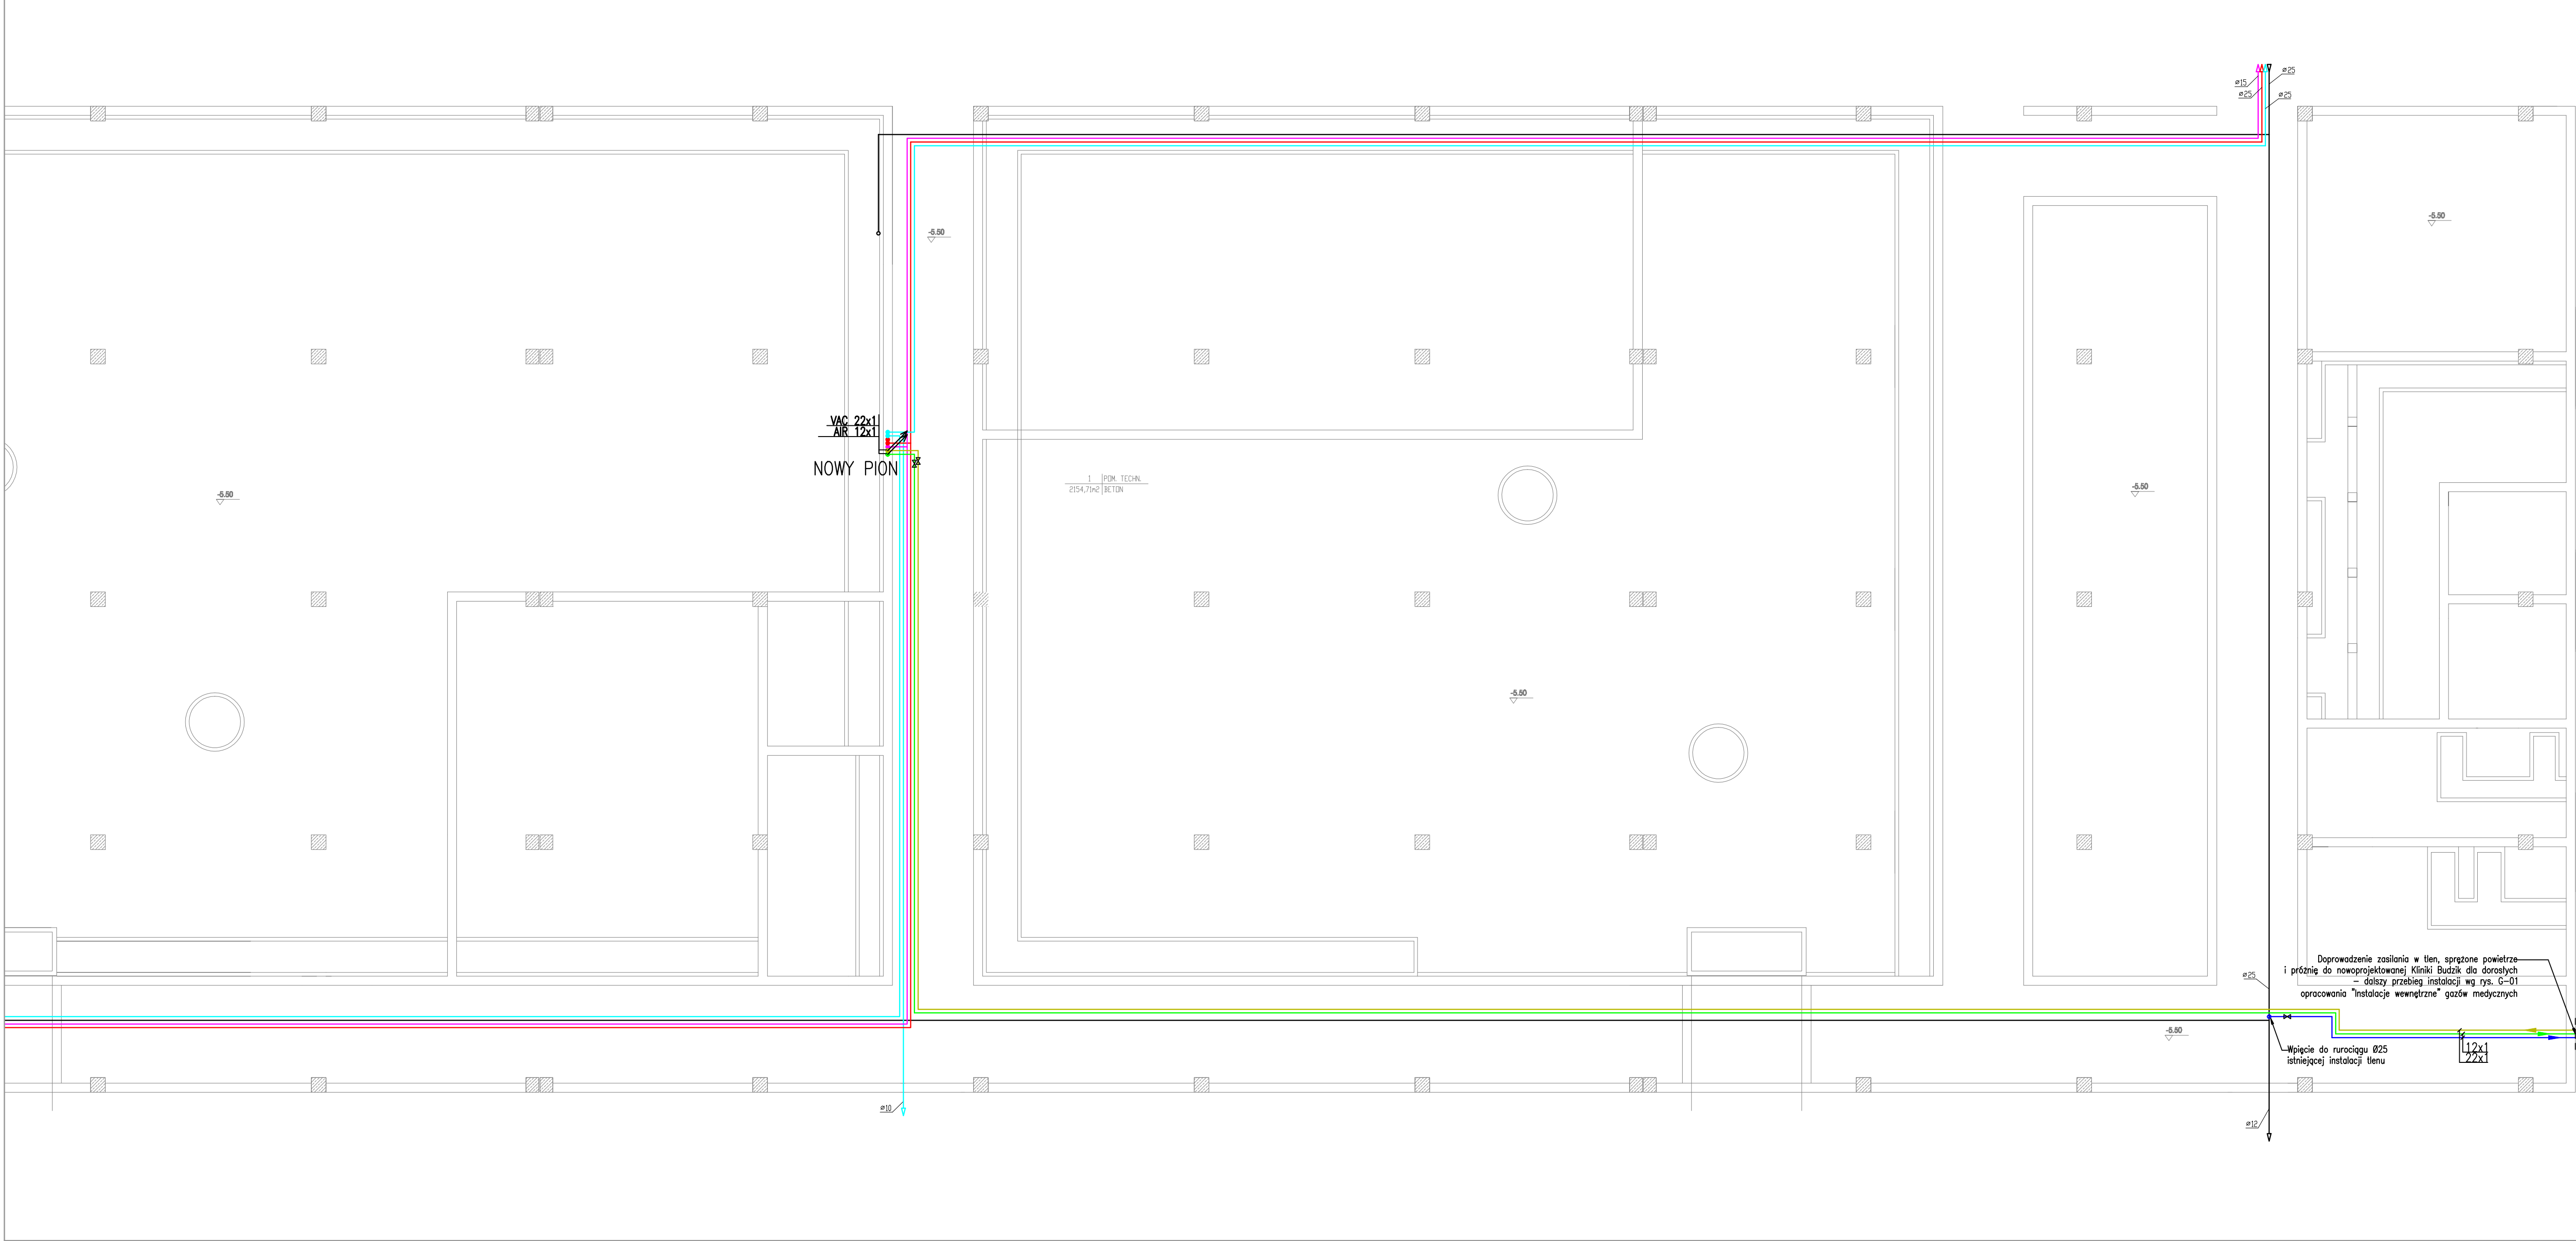 ø15
ø25
ø25
ø25
-5.50
-5.50
VAC 22x1
AIR 12x1
NOWY PION
1 POM. TECHN.
2154,71m2 BETON
-5.50
-5.50
-5.50
Doprowadzenie zasilania w tlen, sprężone powietrze
i próżnię do nowoprojektowanej Kliniki Budzik dla dorosłych
– dalszy przebieg instalacji wg rys. G–01
opracowania "Instalacje wewnętrzne" gazów medycznych
ø25
-5.50
Wpięcie do rurociągu Ø25
istniejącej instalacji tlenu
12x1
22x1
ø10
ø12